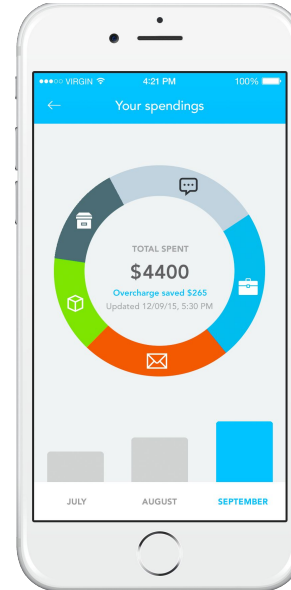 ●●●○○ VIRGIN 4:21 PM 100%
← Your spendings
TOTAL SPENT
$4400
Overcharge saved $265
Updated 12/09/15, 5:30 PM
JULY AUGUST SEPTEMBER